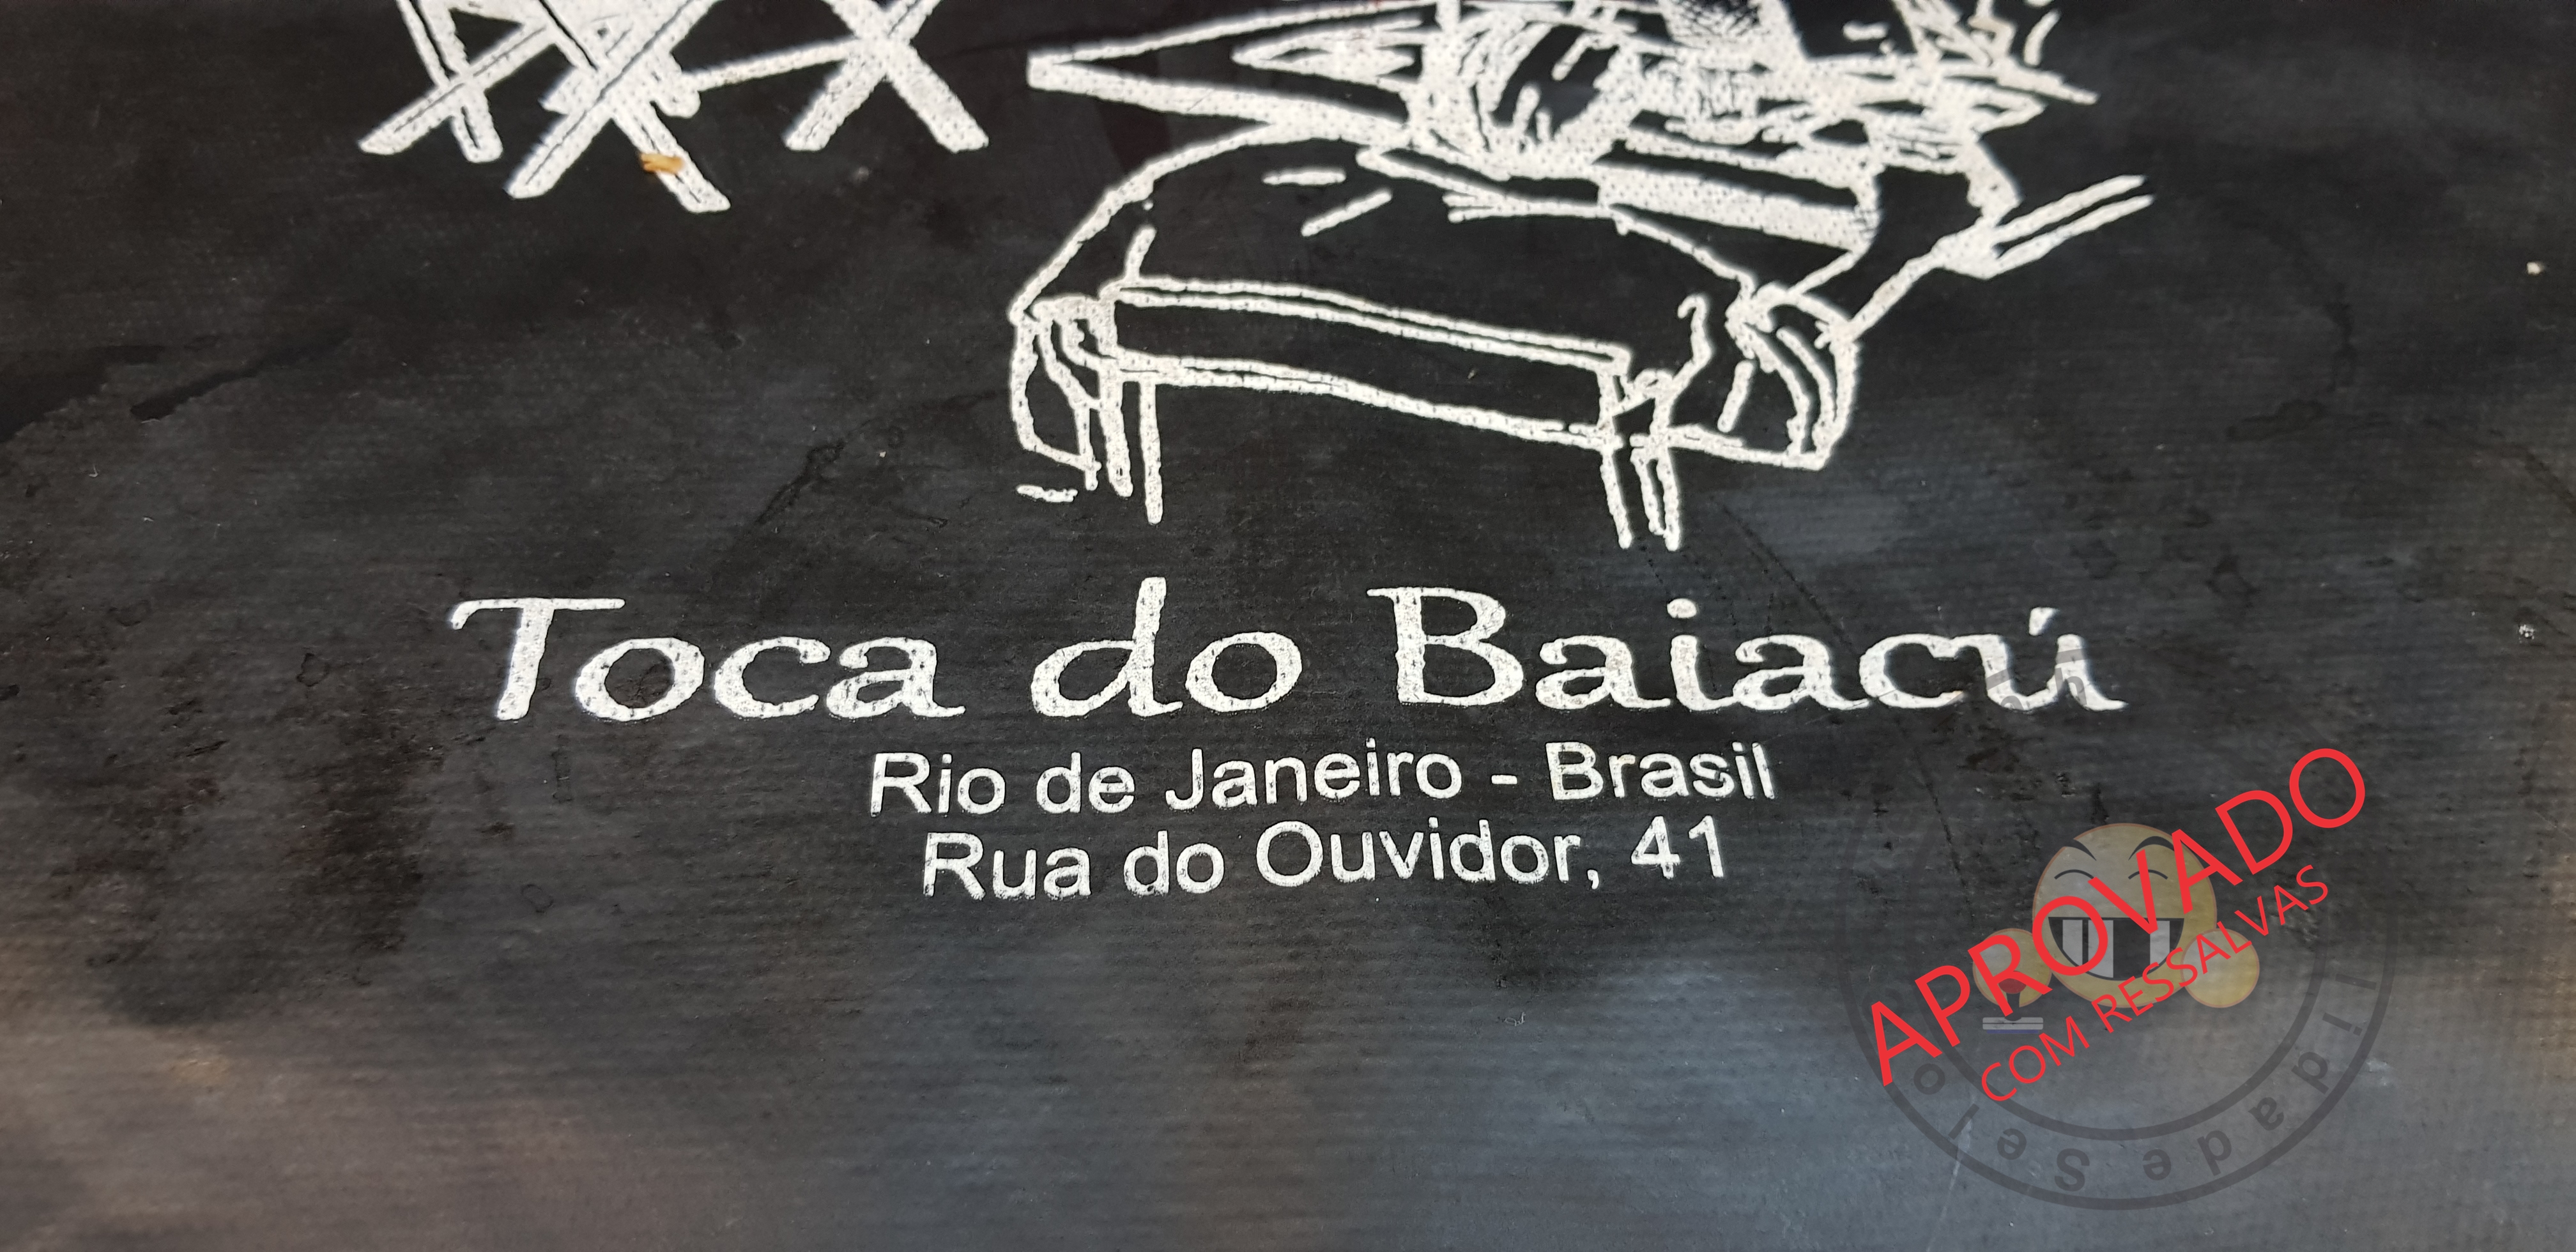 Toca do Baiacú
Rio de Janeiro - Brasil
Rua do Ouvidor, 41
APROVADO
COM RESSALVAS